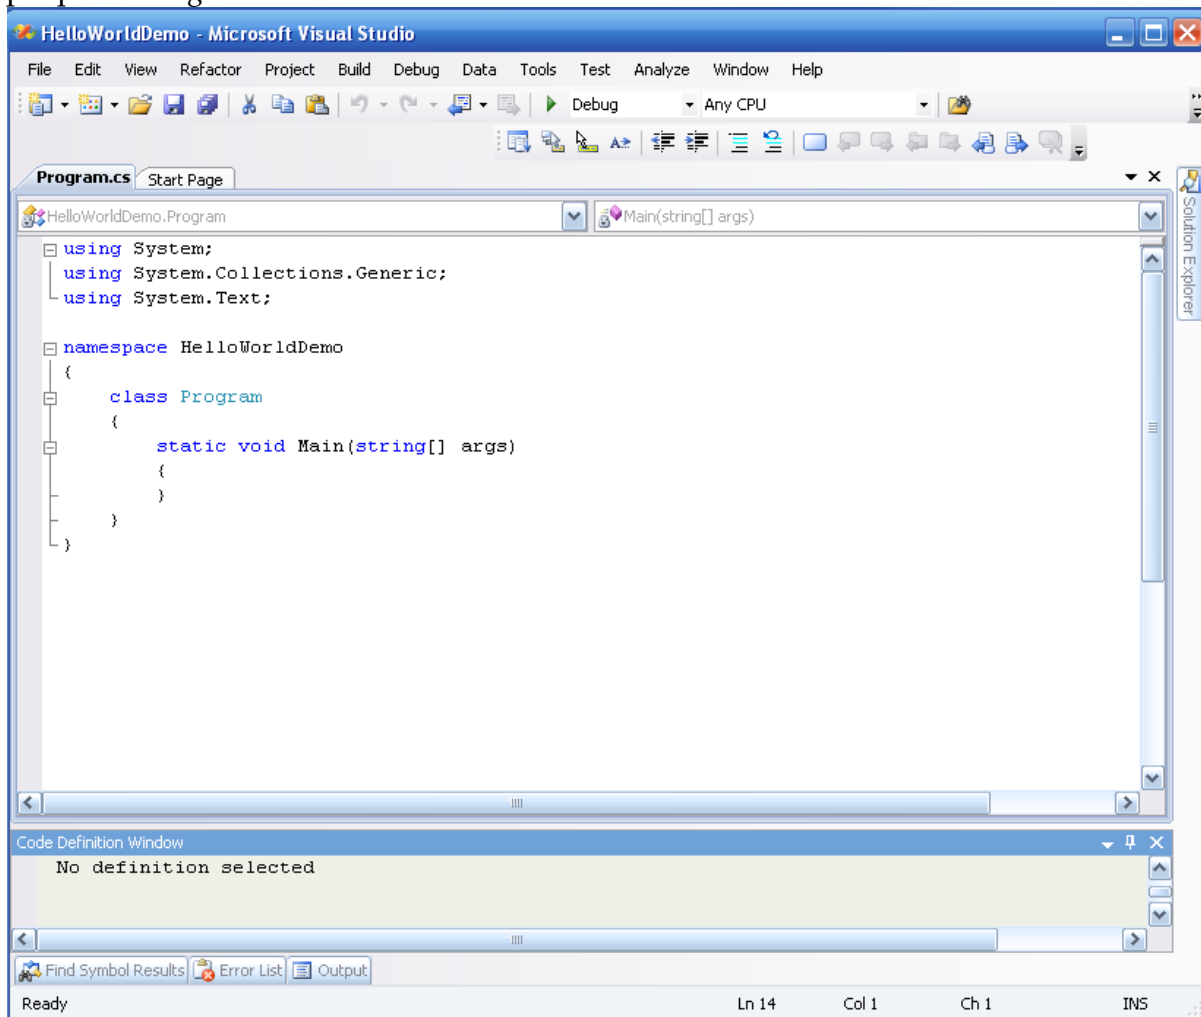 HelloWorldDemo - Microsoft Visual Studio
File Edit View Refactor Project Build Debug Data Tools Test Analyze Window Help
Debug Any CPU
Program.cs Start Page
HelloWorldDemo.Program Main(string[] args)
Solution Explorer
using System;
using System.Collections.Generic;
using System.Text;
namespace HelloWorldDemo
{
class Program
{
static void Main(string[] args)
{
}
}
}
Code Definition Window
No definition selected
Find Symbol Results Error List Output
Ready Ln 14 Col 1 Ch 1 INS